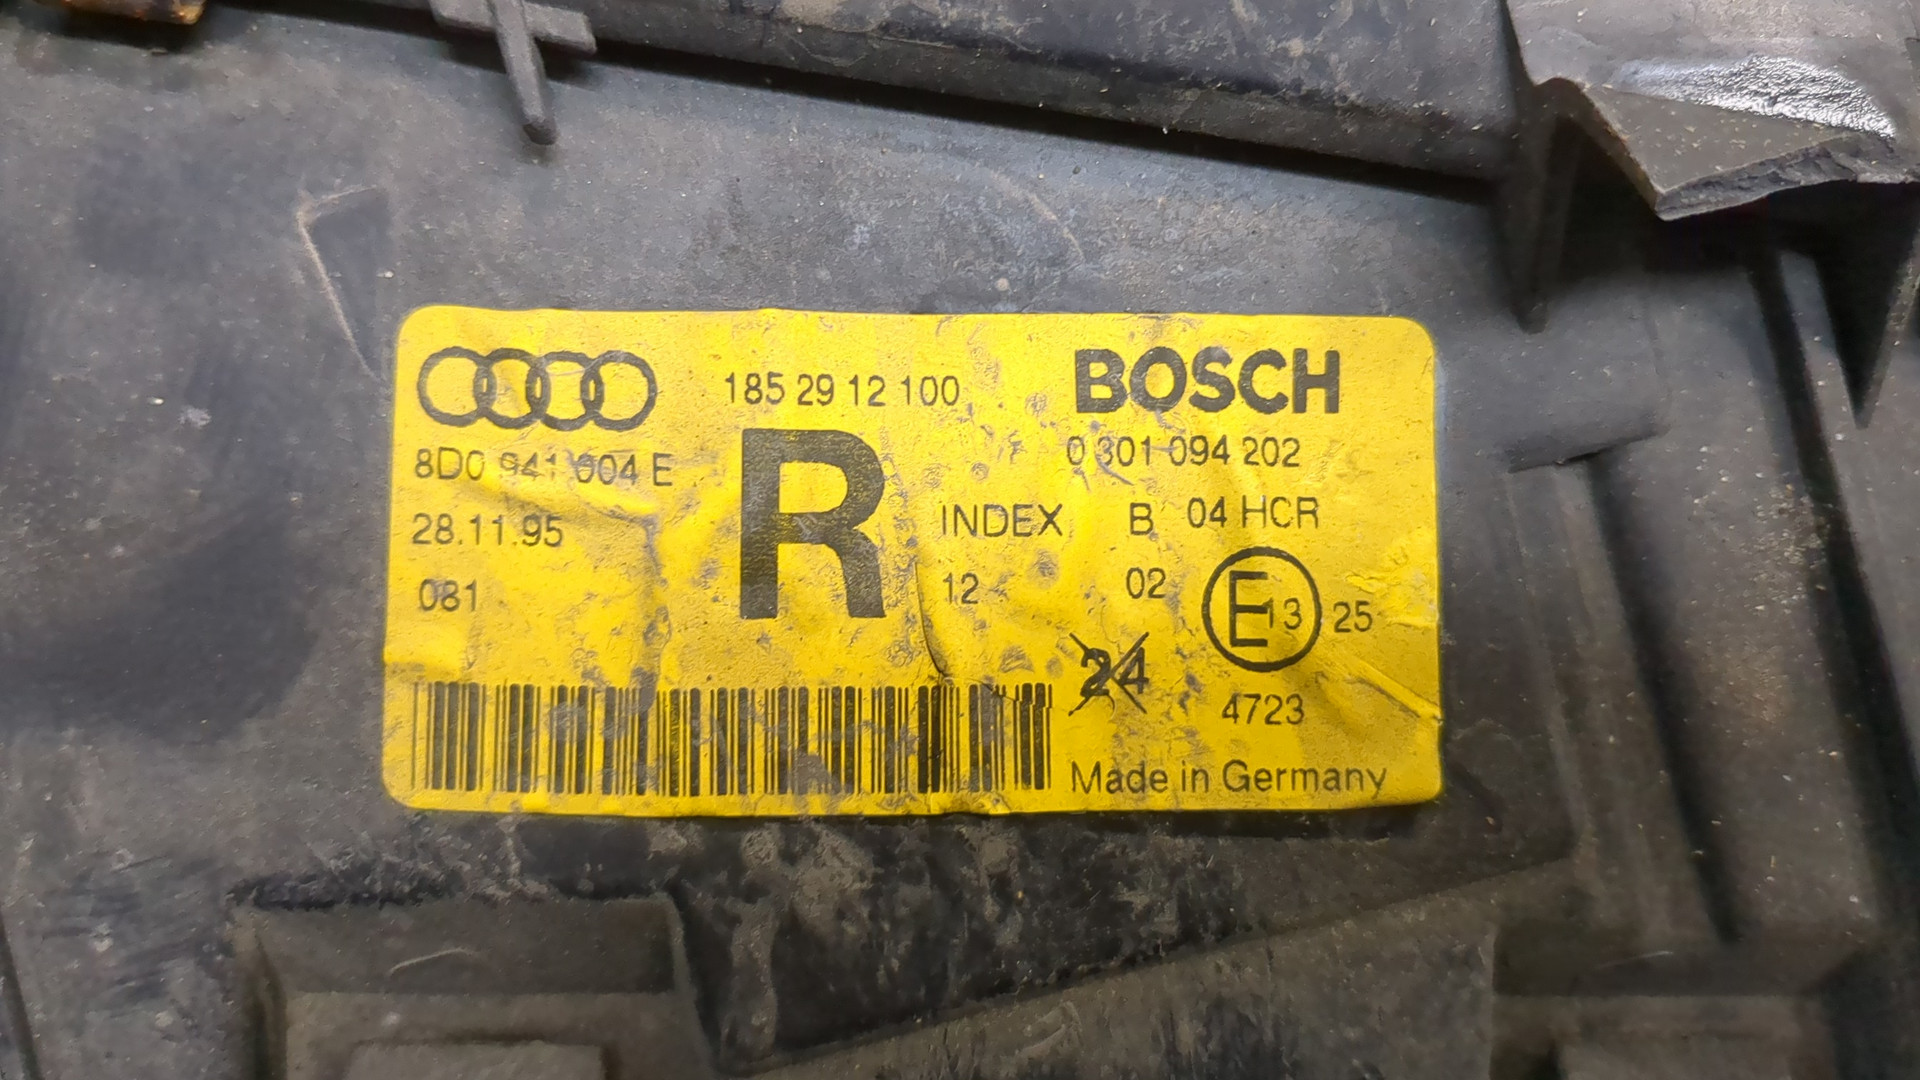 185 29 12 100 BOSCH
8D0 941 004 E R 0 301 094 202
28.11.95 INDEX B 04 HCR
081 12 02 E13 25
24 4723
Made in Germany